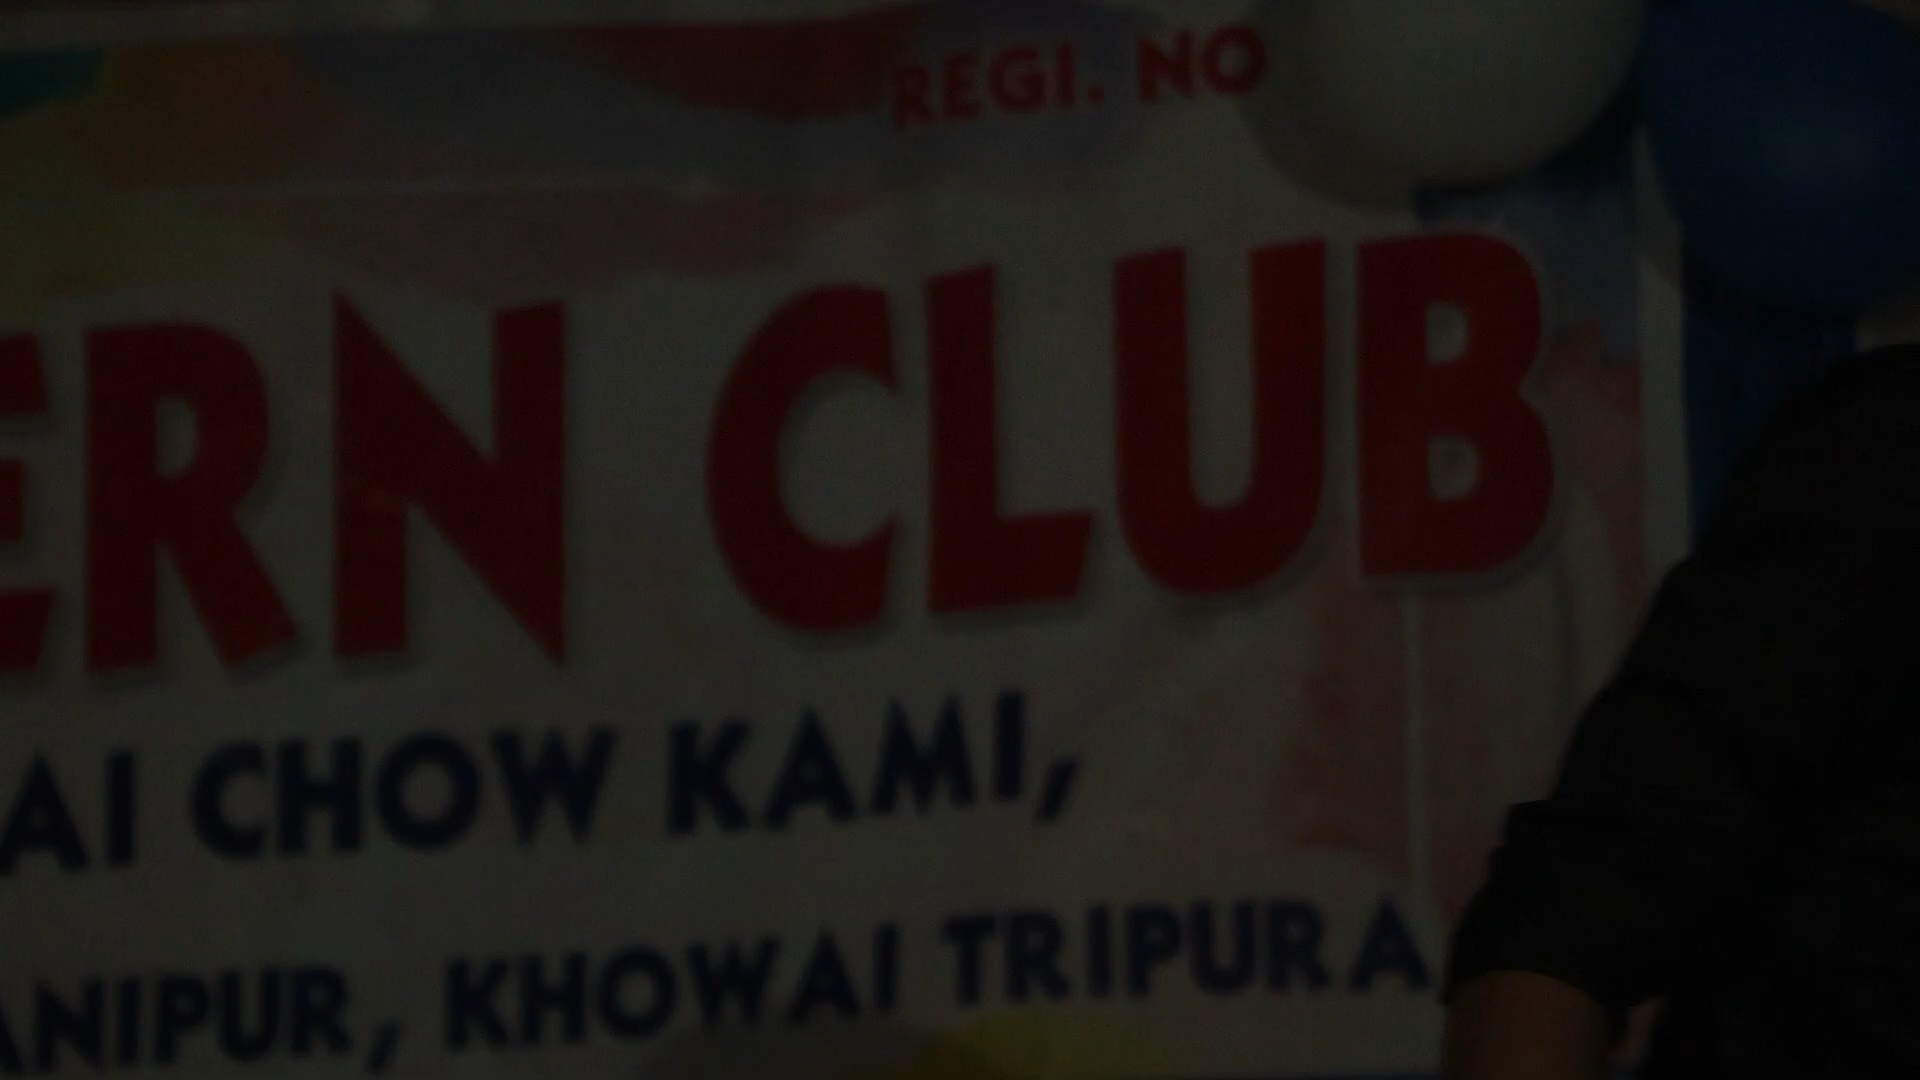 REGI. NO
ERN CLUB
AI CHOW KAMI,
ANIPUR, KHOWAI TRIPURA